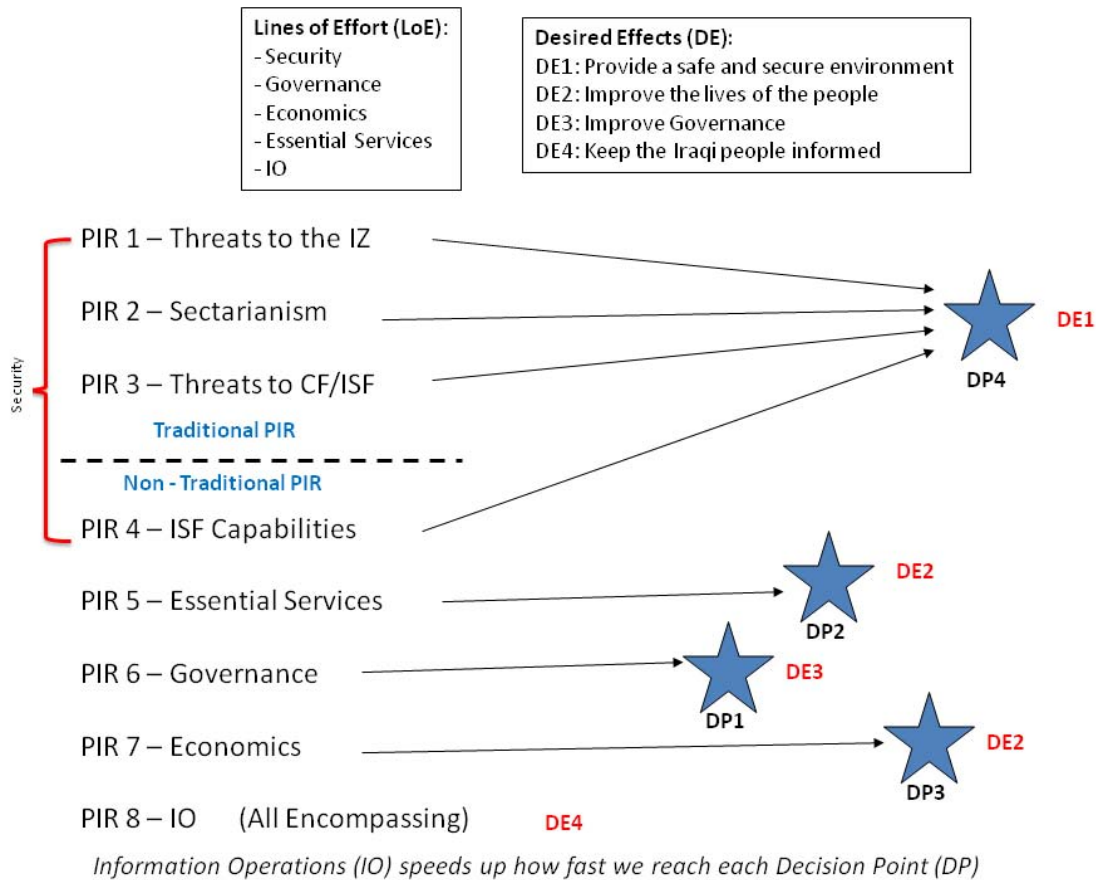 Lines of Effort (LoE):
- Security
- Governance
- Economics
- Essential Services
- IO
Desired Effects (DE):
DE1: Provide a safe and secure environment
DE2: Improve the lives of the people
DE3: Improve Governance
DE4: Keep the Iraqi people informed
Security
PIR 1 – Threats to the IZ
PIR 2 – Sectarianism
PIR 3 – Threats to CF/ISF
DE1
DP4
Traditional PIR
Non - Traditional PIR
PIR 4 – ISF Capabilities
PIR 5 – Essential Services
DE2
DP2
PIR 6 – Governance
DE3
DP1
PIR 7 – Economics
DE2
DP3
PIR 8 – IO (All Encompassing) DE4
Information Operations (IO) speeds up how fast we reach each Decision Point (DP)